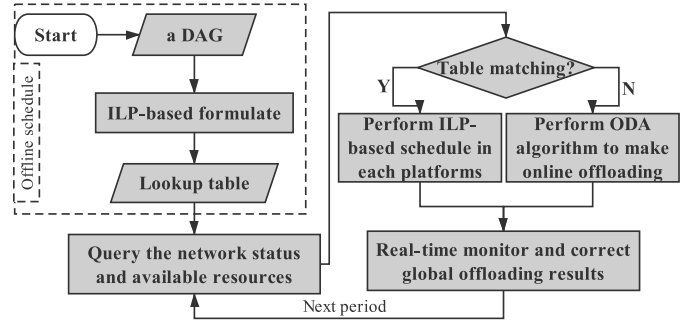 Start
a DAG
Offline schedule
ILP-based formulate
Lookup table
Query the network status
and available resources
Table matching?
Y
N
Perform ILP-
based schedule in
each platforms
Perform ODA
algorithm to make
online offloading
Real-time monitor and correct
global offloading results
Next period